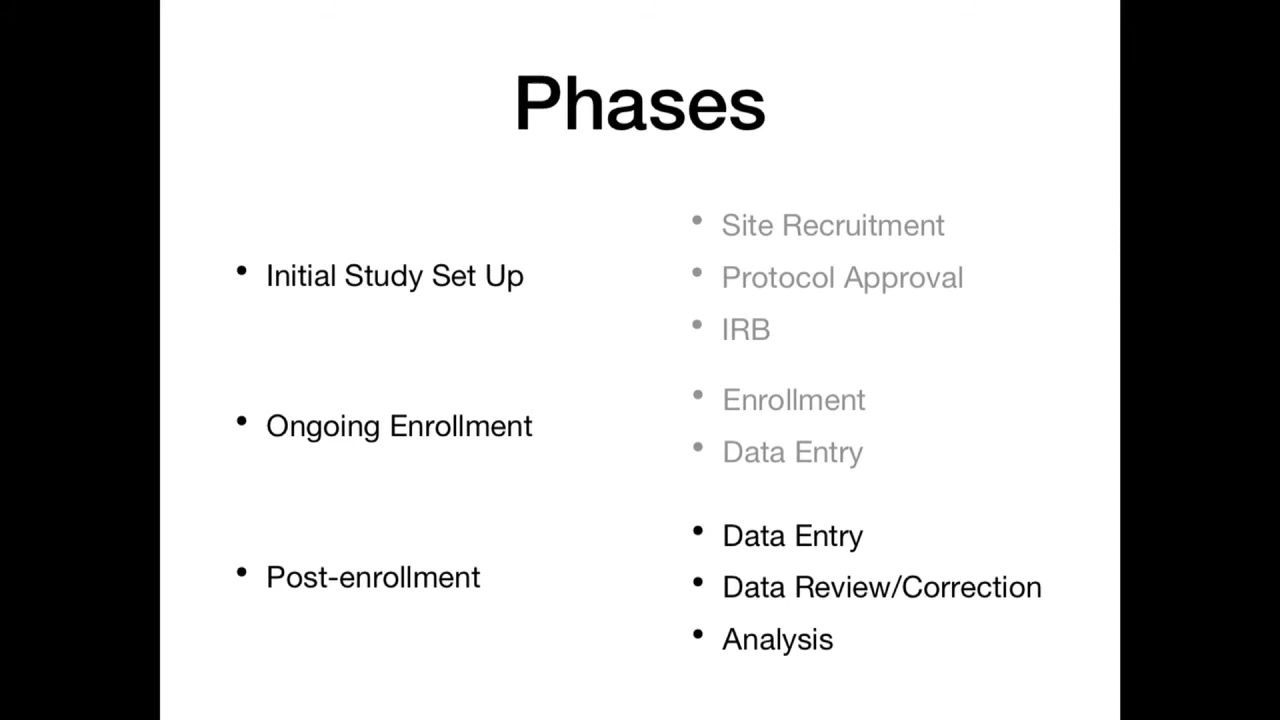 Phases
• Initial Study Set Up
• Site Recruitment
• Protocol Approval
• IRB
• Ongoing Enrollment
• Enrollment
• Data Entry
• Post-enrollment
• Data Entry
• Data Review/Correction
• Analysis